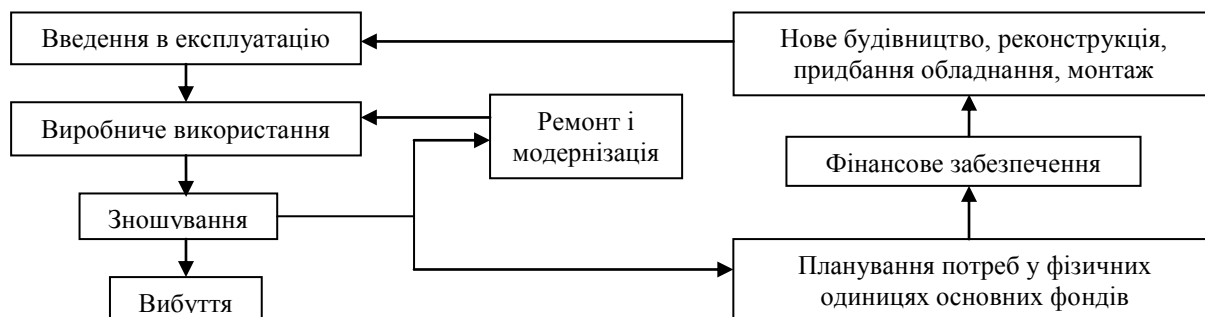 Введення в експлуатацію
Нове будівництво, реконструкція,
придбання обладнання, монтаж
Виробниче використання
Ремонт і
модернізація
Фінансове забезпечення
Зношування
Планування потреб у фізичних
одиницях основних фондів
Вибуття